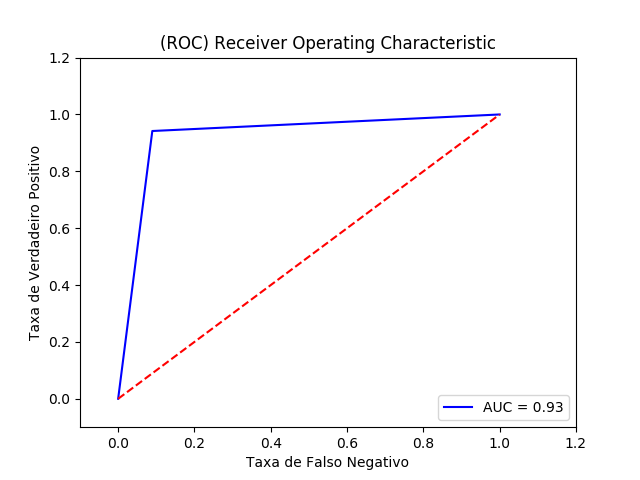 (ROC) Receiver Operating Characteristic
1.2
1.0
0.8
0.6
0.4
0.2
0.0
Taxa de Verdadeiro Positivo
AUC = 0.93
0.0 0.2 0.4 0.6 0.8 1.0 1.2
Taxa de Falso Negativo